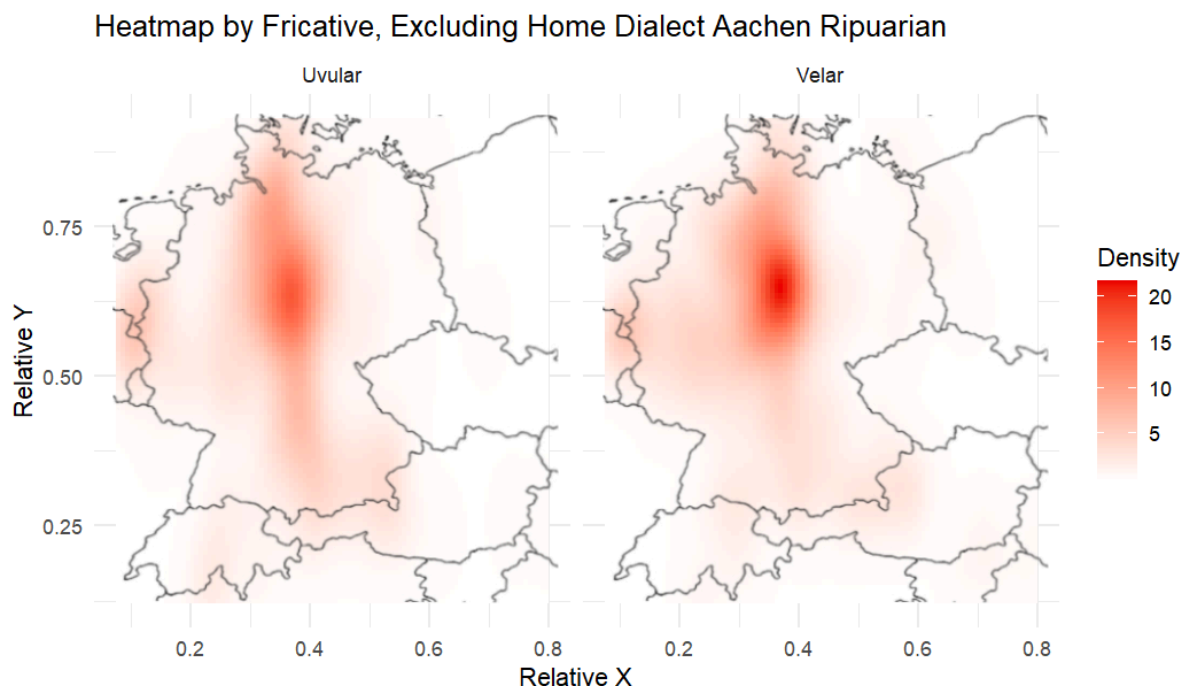 Heatmap by Fricative, Excluding Home Dialect Aachen Ripuarian
Uvular
Velar
0.75
0.50
0.25
Relative Y
0.2
0.4
0.6
0.8
0.2
0.4
0.6
0.8
Relative X
Density
20
15
10
5